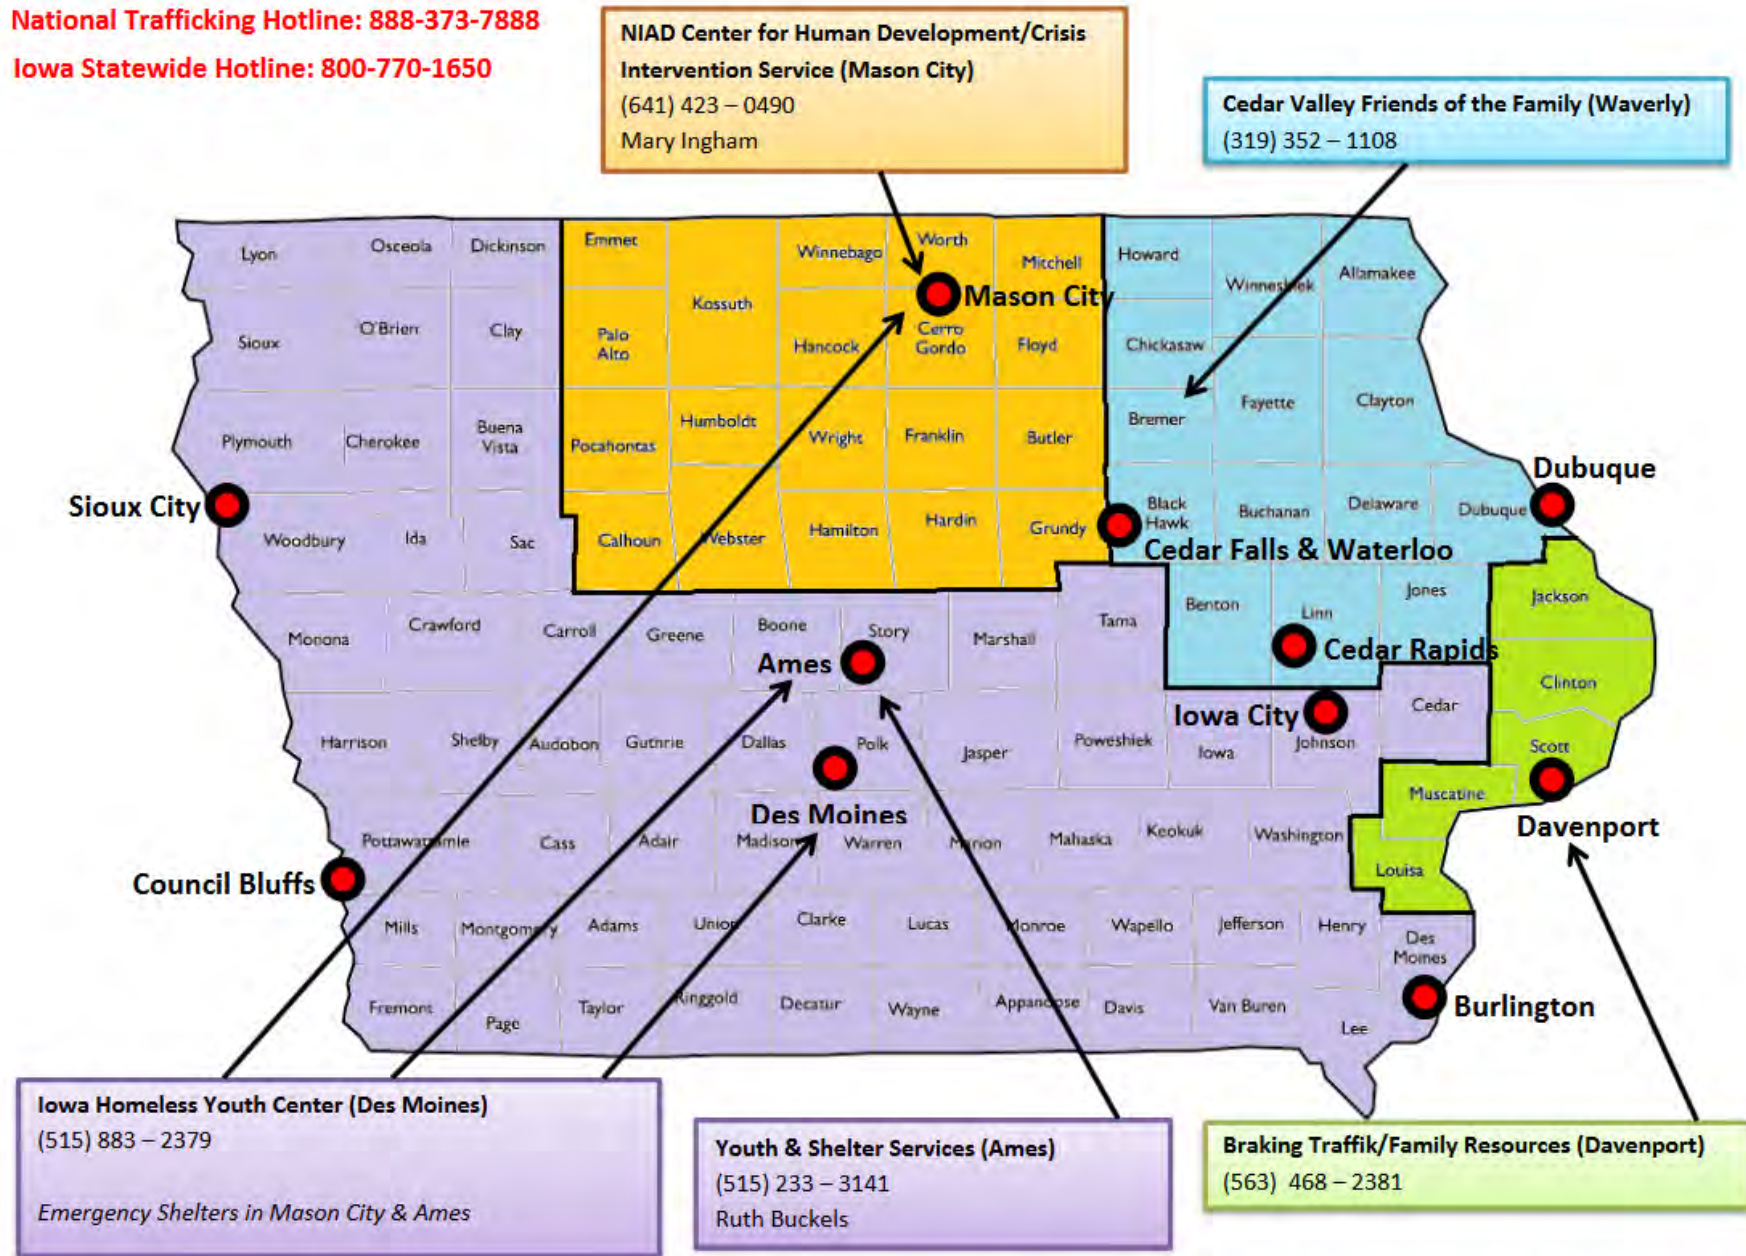 National Trafficking Hotline: 888-373-7888
Iowa Statewide Hotline: 800-770-1650
NIAD Center for Human Development/Crisis
Intervention Service (Mason City)
(641) 423 – 0490
Mary Ingham
Cedar Valley Friends of the Family (Waverly)
(319) 352 – 1108
Lyon
Osceola
Dickinson
Emmet
Kossuth
Winnebago
Worth
Mitchell
Howard
Winneshiek
Allamakee
Mason City
Sioux
O'Brien
Clay
Palo
Alto
Hancock
Cerro
Gordo
Floyd
Chickasaw
Plymouth
Cherokee
Buena
Vista
Pocahontas
Humboldt
Wright
Franklin
Butler
Bremer
Fayette
Clayton
Dubuque
Sioux City
Woodbury
Ida
Sac
Calhoun
Webster
Hamilton
Hardin
Grundy
Black
Hawk
Buchanan
Delaware
Dubuque
Cedar Falls & Waterloo
Monona
Crawford
Carroll
Greene
Boone
Story
Marshall
Tama
Benton
Linn
Jones
Jackson
Ames
Cedar Rapids
Harrison
Shelby
Audobon
Guthrie
Dallas
Polk
Jasper
Poweshiek
Iowa
Iowa City
Johnson
Cedar
Clinton
Scott
Des Moines
Muscatine
Davenport
Pottawattamie
Cass
Adair
Madison
Warren
Marion
Mahaska
Keokuk
Washington
Louisa
Council Bluffs
Mills
Montgomery
Adams
Union
Clarke
Lucas
Monroe
Wapello
Jefferson
Henry
Des
Moines
Fremont
Page
Taylor
Ringgold
Decatur
Wayne
Appanoose
Davis
Van Buren
Lee
Burlington
Iowa Homeless Youth Center (Des Moines)
(515) 883 – 2379
Emergency Shelters in Mason City & Ames
Youth & Shelter Services (Ames)
(515) 233 – 3141
Ruth Buckels
Braking Traffik/Family Resources (Davenport)
(563) 468 – 2381